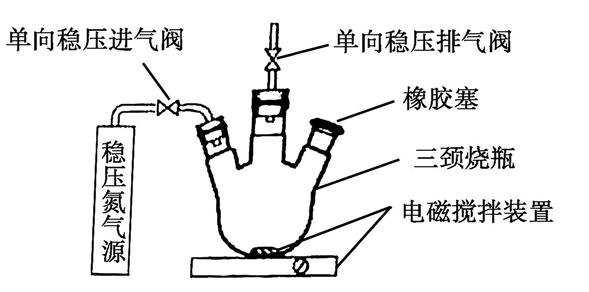 单向稳压进气阀
单向稳压排气阀
橡胶塞
三颈烧瓶
电磁搅拌装置
稳压氮气源